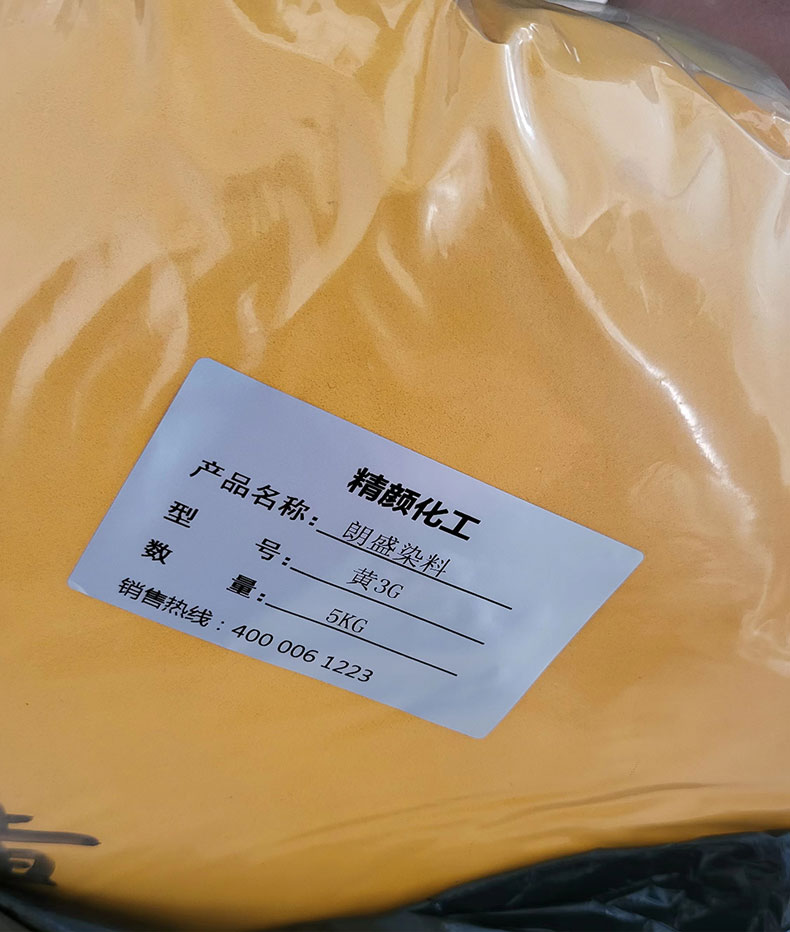 精颜化工
产品名称：朗盛染料
型 号：黄3G
数 量：5KG
销售热线：400 006 1223